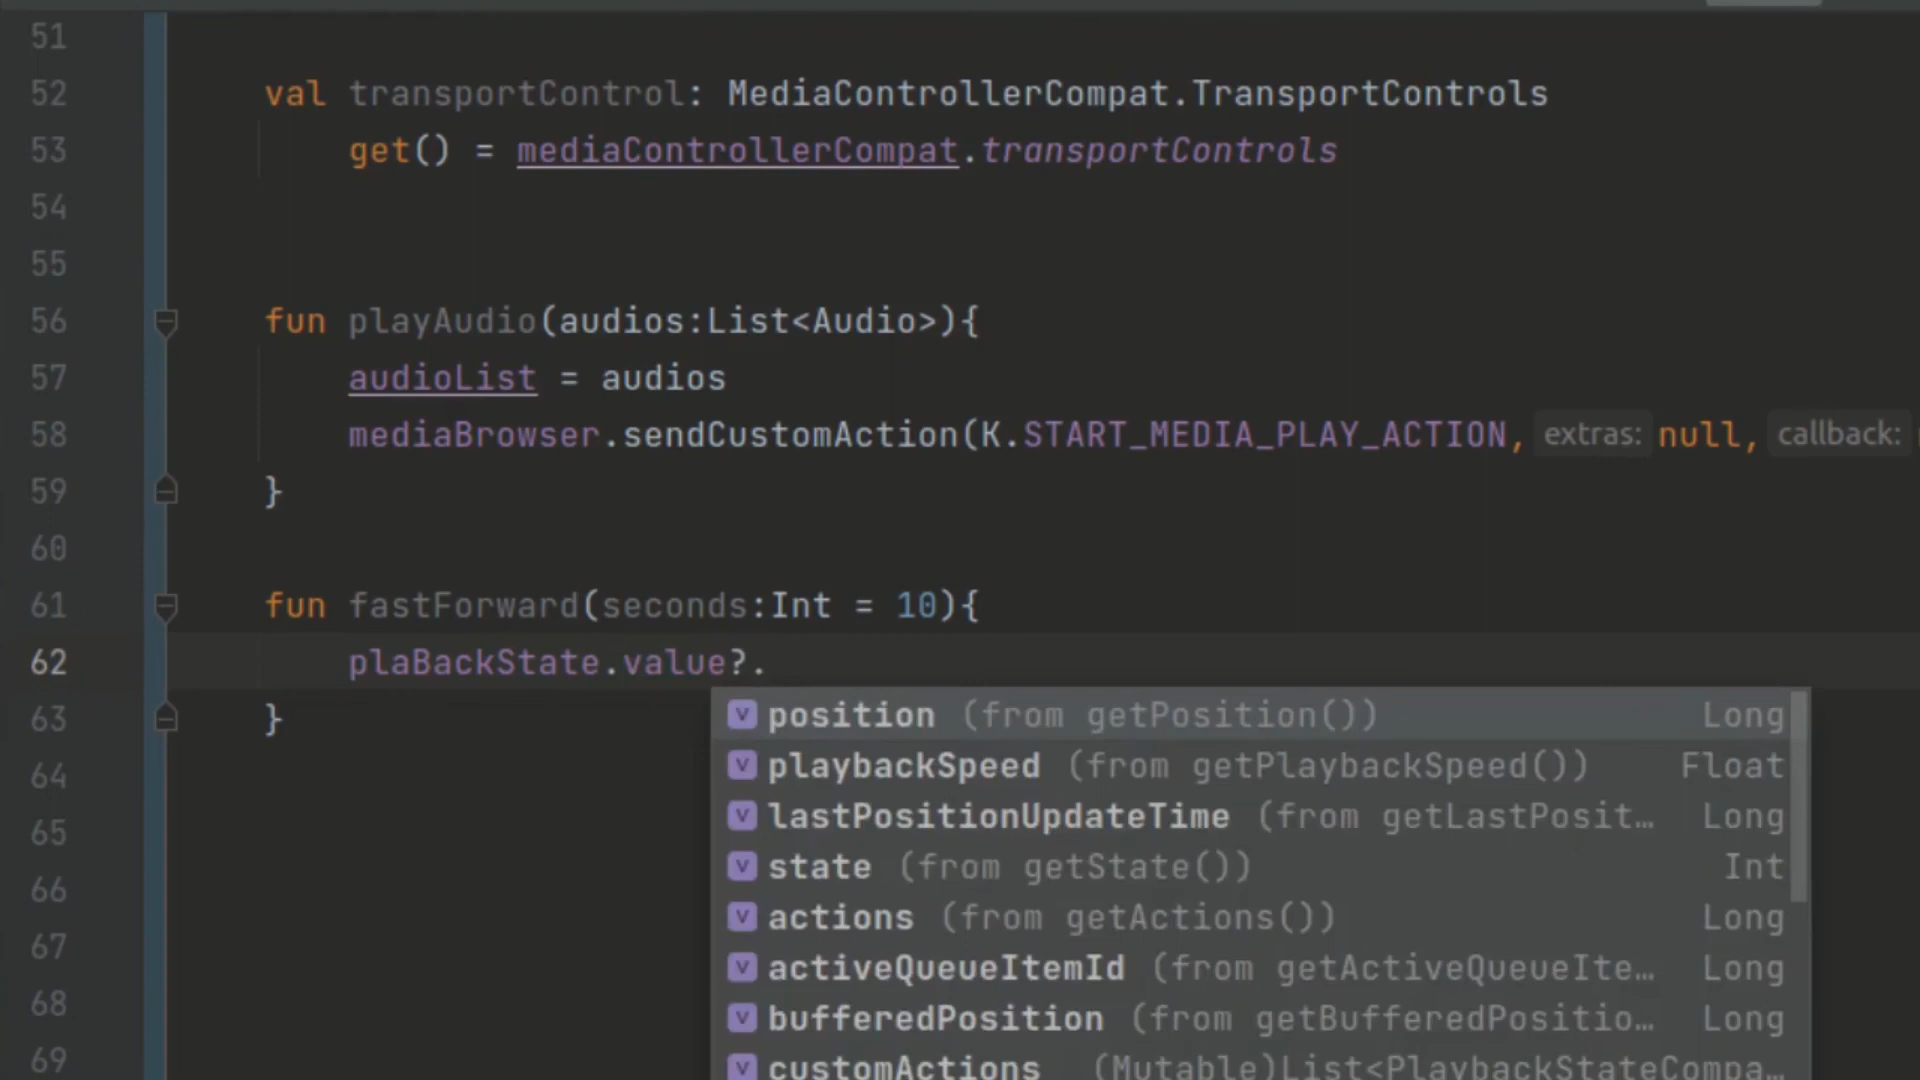 51
52 val transportControl: MediaControllerCompat.TransportControls
53 get() = mediaControllerCompat.transportControls
54
55
56 fun playAudio(audios:List<Audio>){
57 audioList = audios
58 mediaBrowser.sendCustomAction(K.START_MEDIA_PLAY_ACTION, extras: null, callback:
59 }
60
61 fun fastForward(seconds:Int = 10){
62 plaBackState.value?.
63 }
position (from getPosition()) Long
64
playbackSpeed (from getPlaybackSpeed()) Float
65
lastPositionUpdateTime (from getLastPosit… Long
state (from getState()) Int
66
actions (from getActions()) Long
67
activeQueueItemId (from getActiveQueueIte… Long
68
bufferedPosition (from getBufferedPositio… Long
69
customActions (Mutable)List<PlaybackStateCompa…